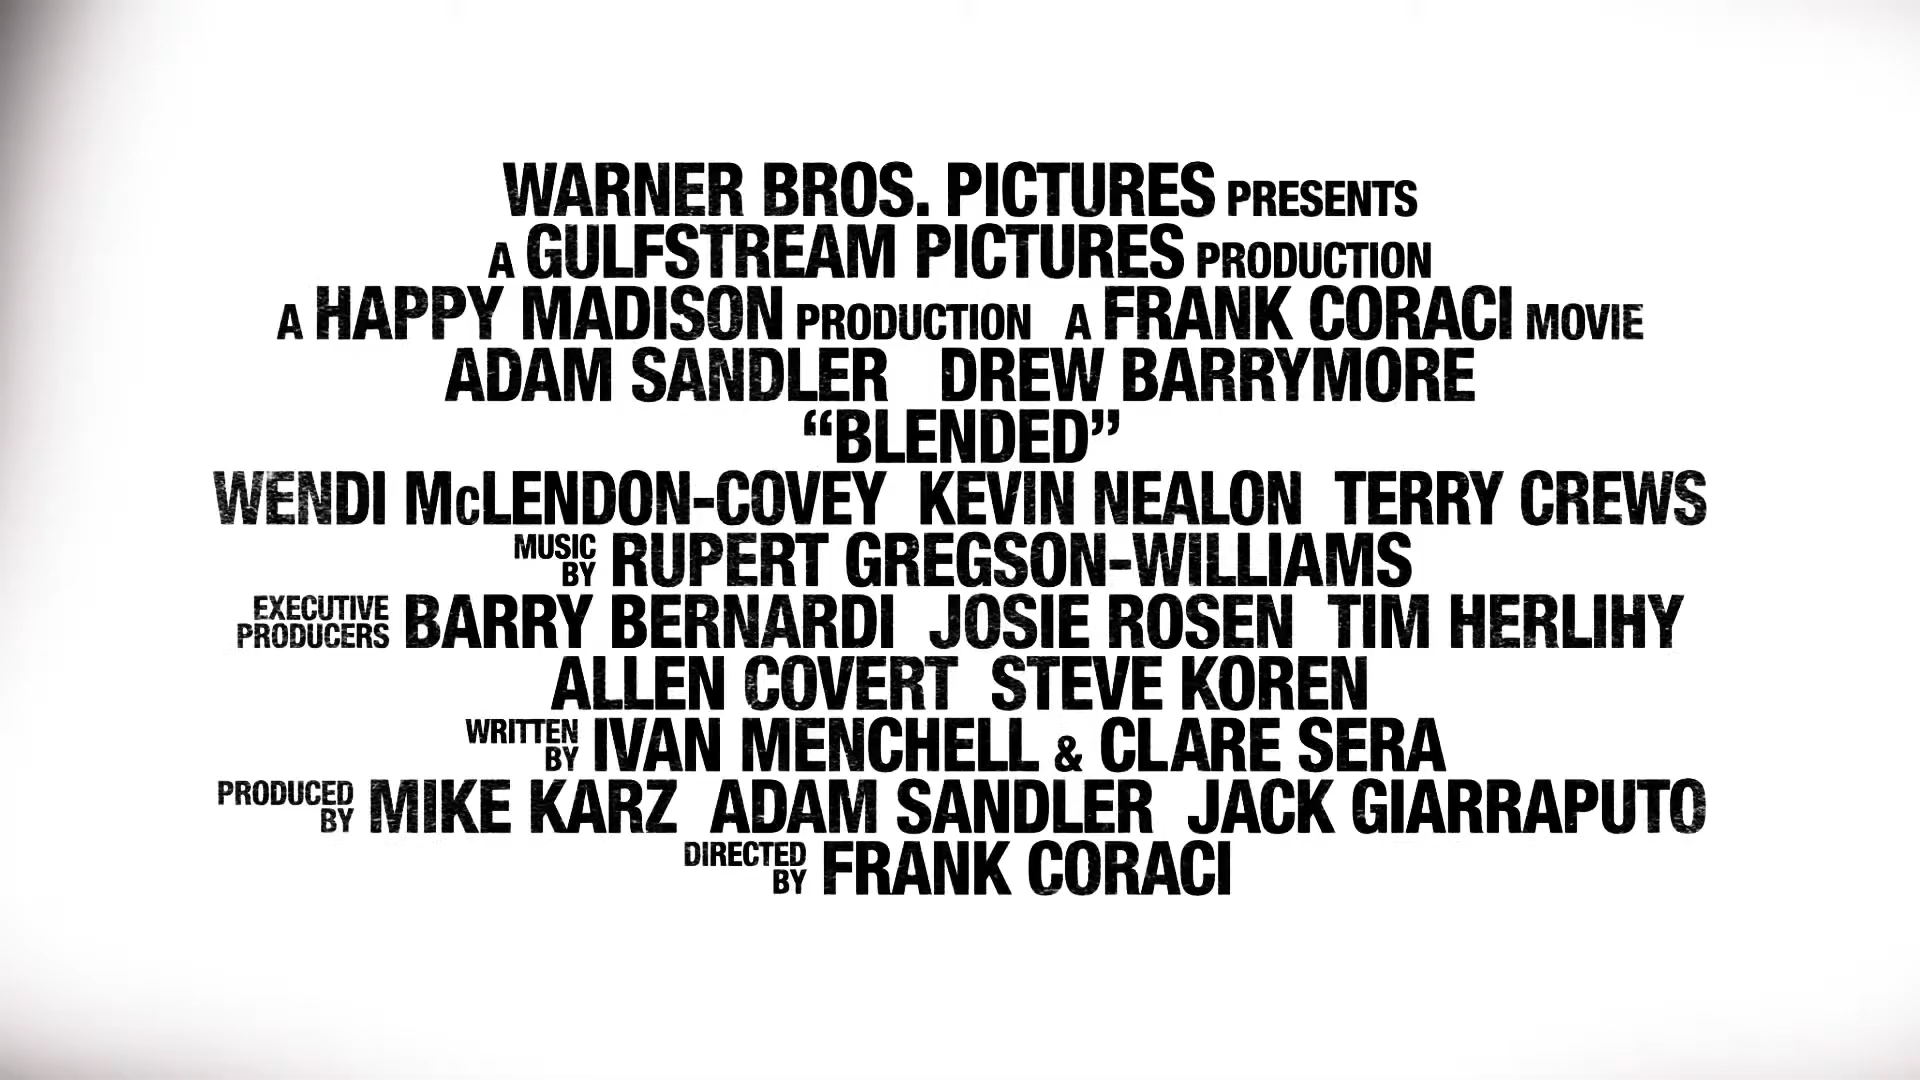 WARNER BROS. PICTURES PRESENTS
A GULFSTREAM PICTURES PRODUCTION
A HAPPY MADISON PRODUCTION A FRANK CORACI MOVIE
ADAM SANDLER DREW BARRYMORE
“BLENDED”
WENDI McLENDON-COVEY KEVIN NEALON TERRY CREWS
MUSIC BY RUPERT GREGSON-WILLIAMS
EXECUTIVE PRODUCERS BARRY BERNARDI JOSIE ROSEN TIM HERLIHY
ALLEN COVERT STEVE KOREN
WRITTEN BY IVAN MENCHELL & CLARE SERA
PRODUCED BY MIKE KARZ ADAM SANDLER JACK GIARRAPUTO
DIRECTED BY FRANK CORACI